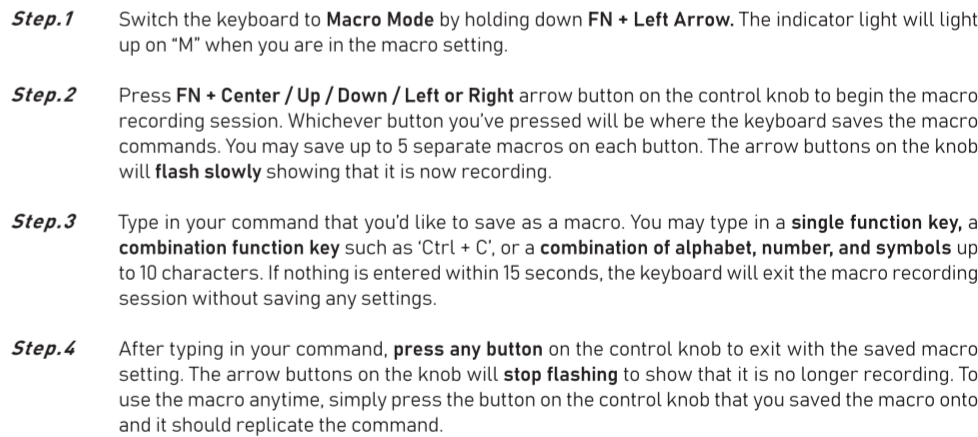 Step.1 Switch the keyboard to Macro Mode by holding down FN + Left Arrow. The indicator light will light
up on “M” when you are in the macro setting.
Step.2 Press FN + Center / Up / Down / Left or Right arrow button on the control knob to begin the macro
recording session. Whichever button you’ve pressed will be where the keyboard saves the macro
commands. You may save up to 5 separate macros on each button. The arrow buttons on the knob
will flash slowly showing that it is now recording.
Step.3 Type in your command that you’d like to save as a macro. You may type in a single function key, a
combination function key such as ‘Ctrl + C’, or a combination of alphabet, number, and symbols up
to 10 characters. If nothing is entered within 15 seconds, the keyboard will exit the macro recording
session without saving any settings.
Step.4 After typing in your command, press any button on the control knob to exit with the saved macro
setting. The arrow buttons on the knob will stop flashing to show that it is no longer recording. To
use the macro anytime, simply press the button on the control knob that you saved the macro onto
and it should replicate the command.